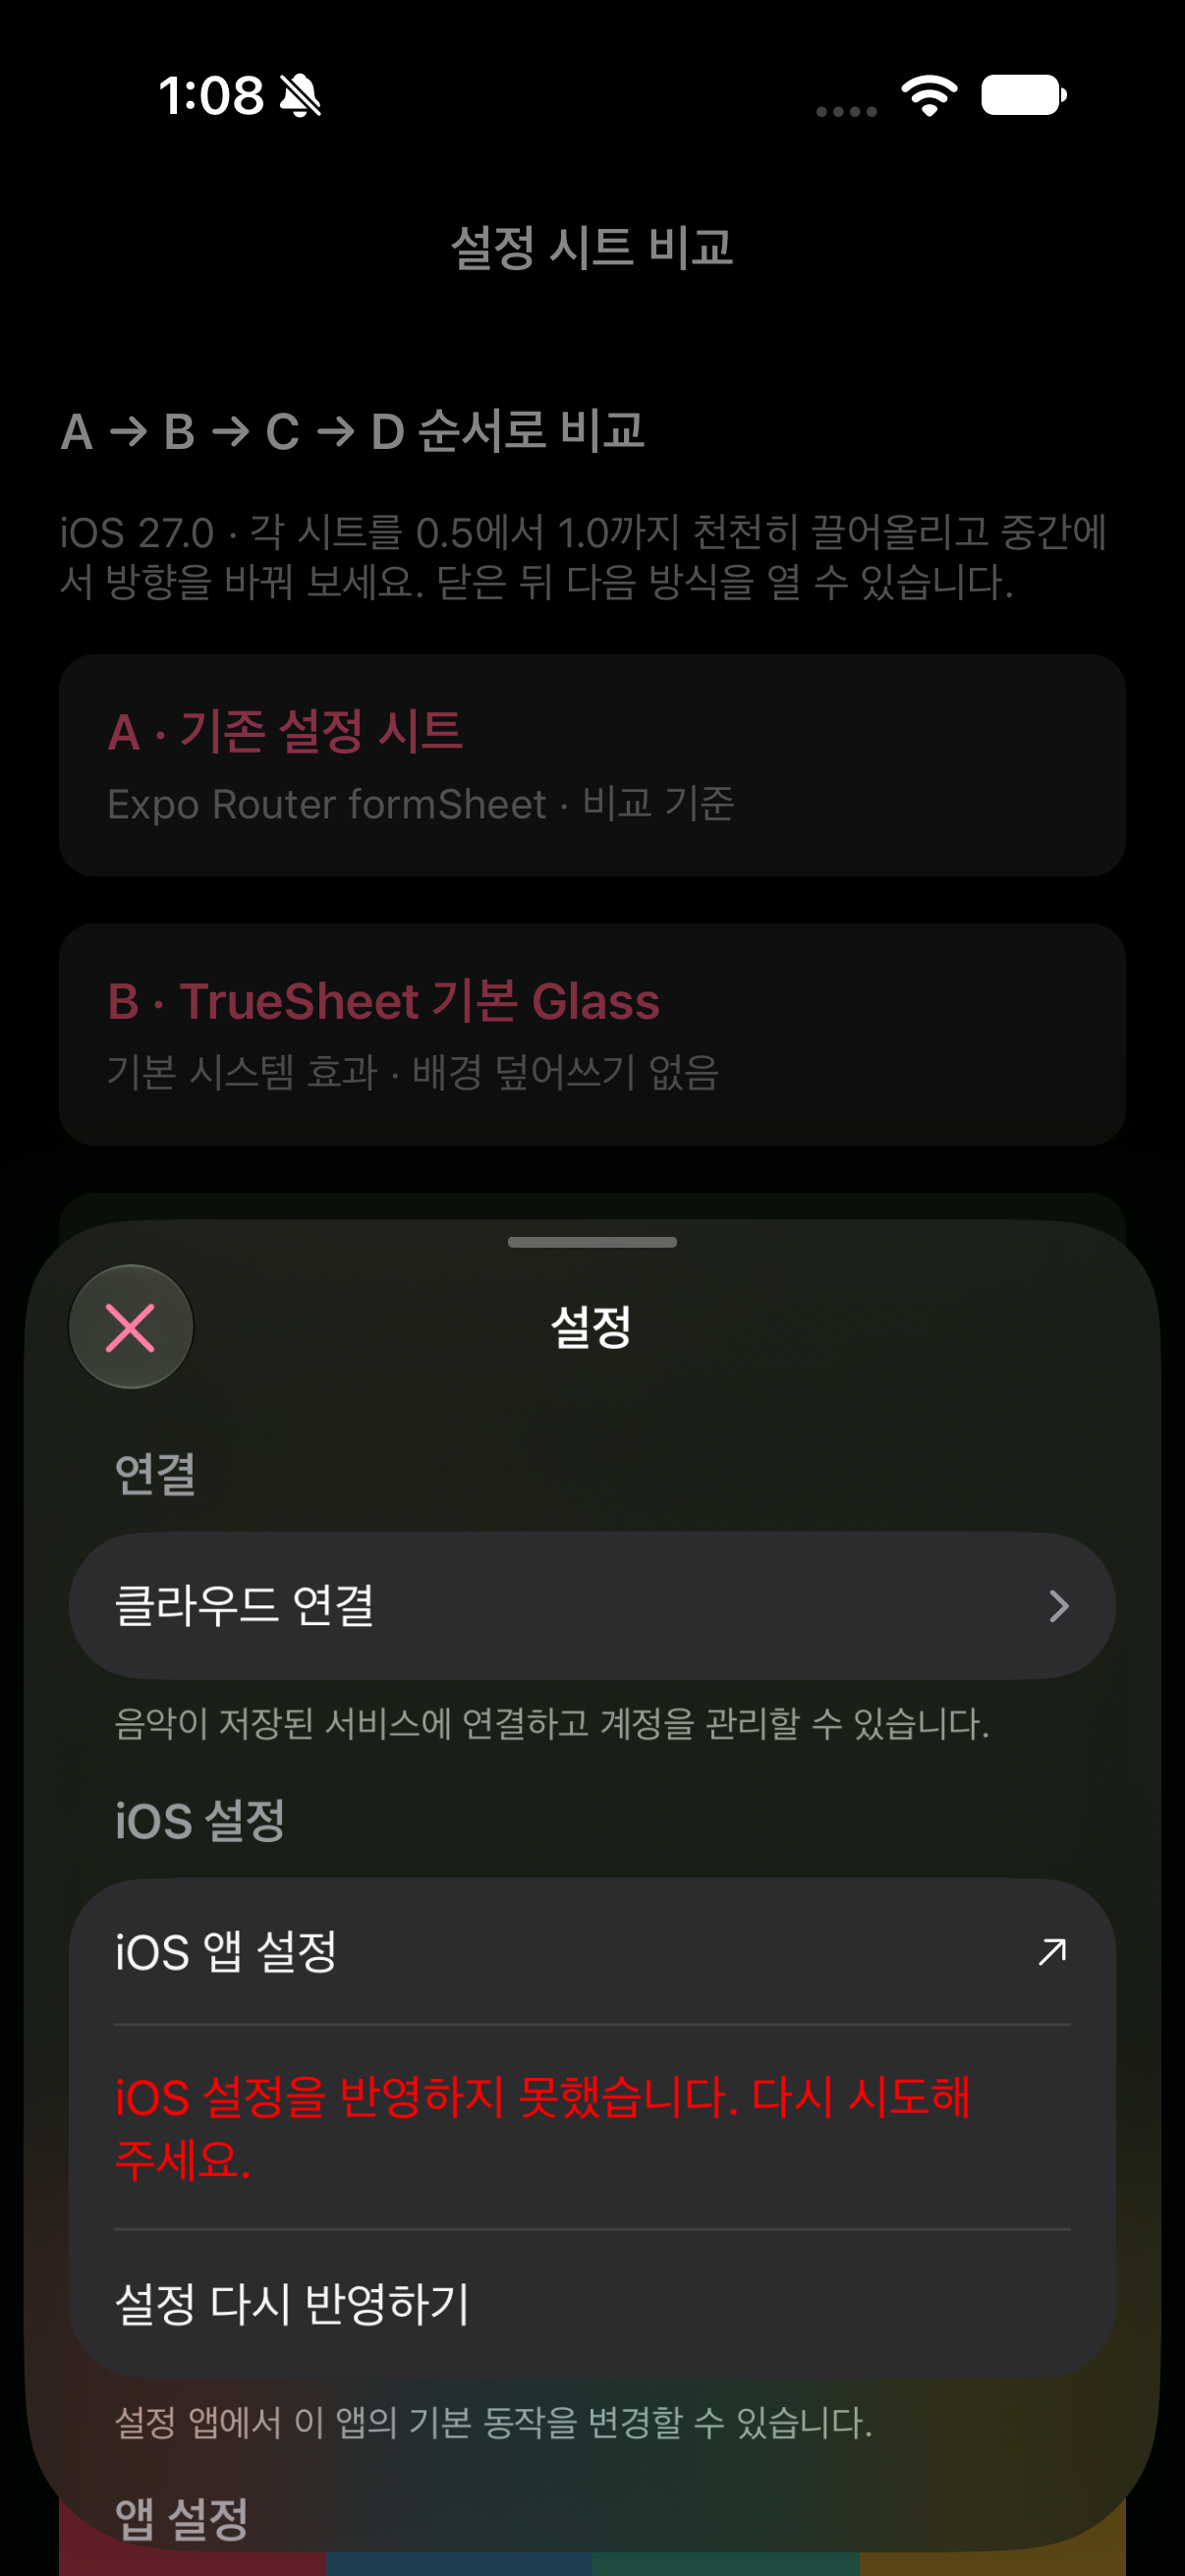 1:08
설정 시트 비교
A → B → C → D 순서로 비교
iOS 27.0 · 각 시트를 0.5에서 1.0까지 천천히 끌어올리고 중간에
서 방향을 바꿔 보세요. 닫은 뒤 다음 방식을 열 수 있습니다.
A · 기존 설정 시트
Expo Router formSheet · 비교 기준
B · TrueSheet 기본 Glass
기본 시스템 효과 · 배경 덮어쓰기 없음
설정
연결
클라우드 연결
음악이 저장된 서비스에 연결하고 계정을 관리할 수 있습니다.
iOS 설정
iOS 앱 설정
iOS 설정을 반영하지 못했습니다. 다시 시도해
주세요.
설정 다시 반영하기
설정 앱에서 이 앱의 기본 동작을 변경할 수 있습니다.
앱 설정